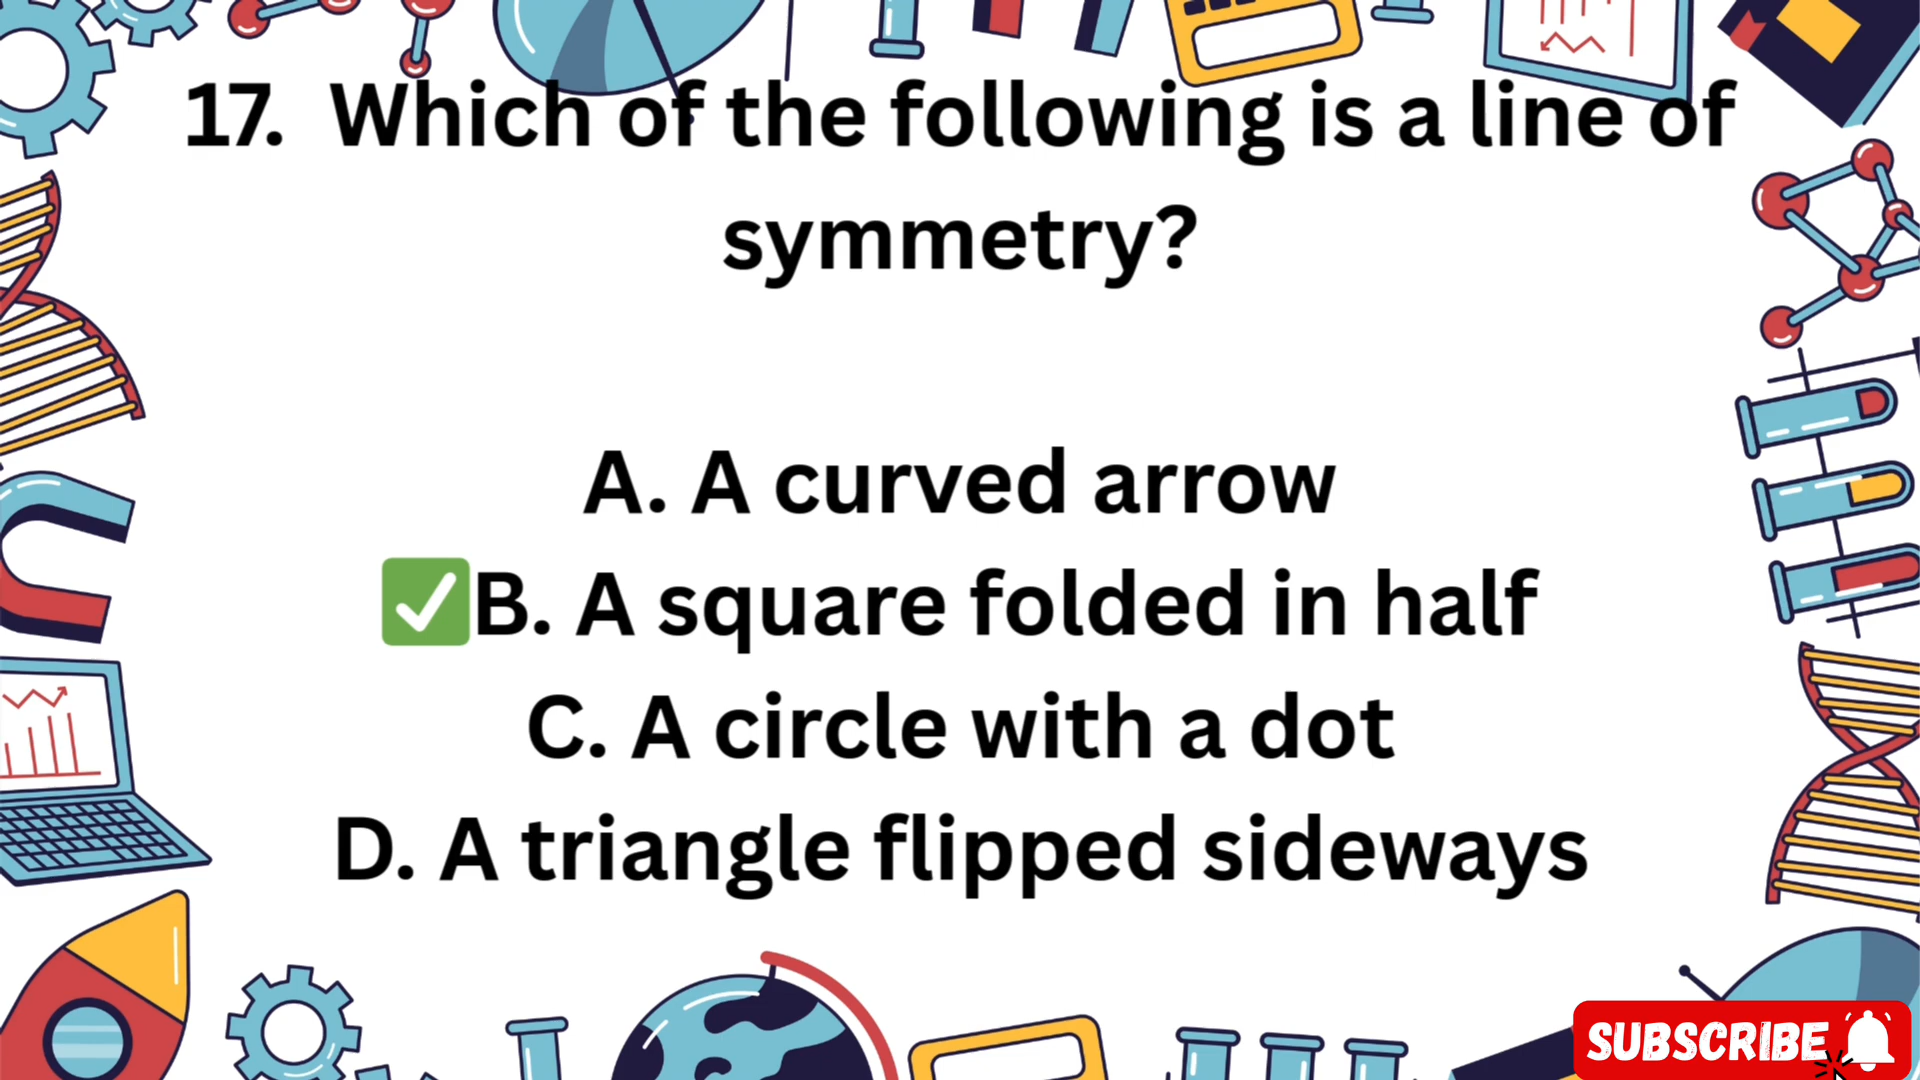 17. Which of the following is a line of
symmetry?
A. A curved arrow
✅B. A square folded in half
C. A circle with a dot
D. A triangle flipped sideways
SUBSCRIBE